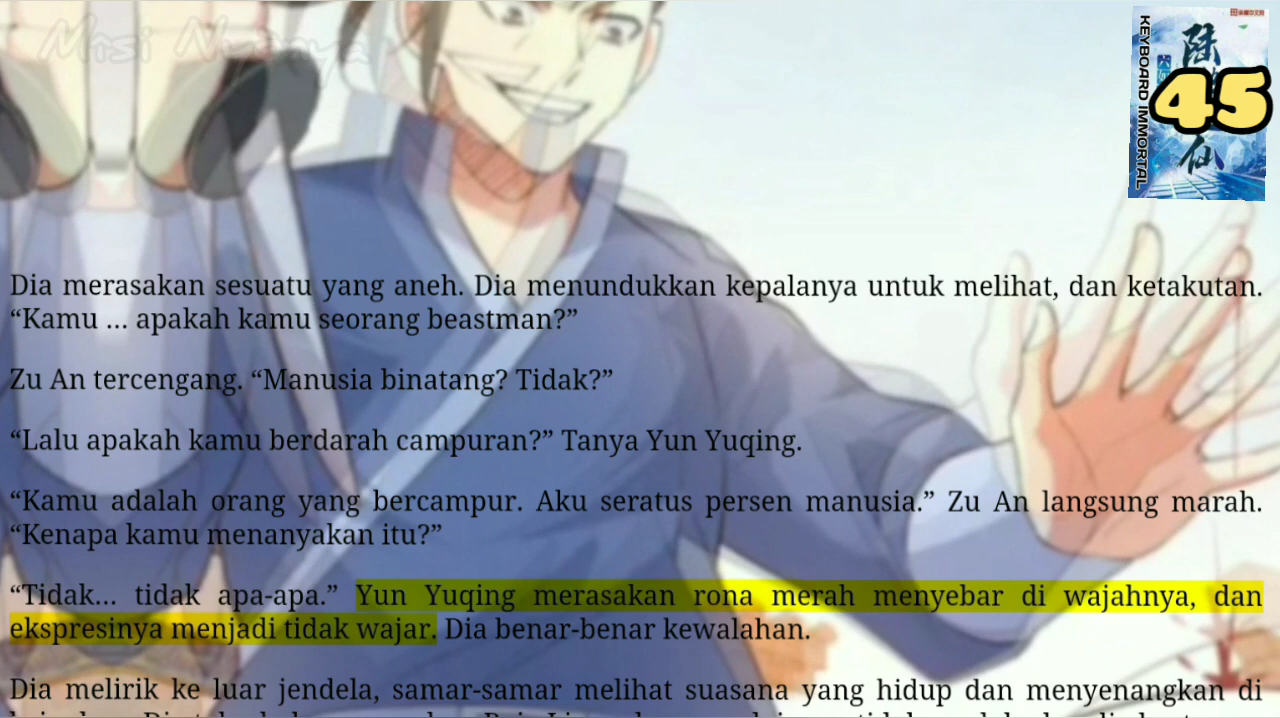 Misi Nyanya
KEYBOARD IMMORTAL
45
Dia merasakan sesuatu yang aneh. Dia menundukkan kepalanya untuk melihat, dan ketakutan.
“Kamu ... apakah kamu seorang beastman?”
Zu An tercengang. “Manusia binatang? Tidak?”
“Lalu apakah kamu berdarah campuran?” Tanya Yun Yuqing.
“Kamu adalah orang yang bercampur. Aku seratus persen manusia.” Zu An langsung marah.
“Kenapa kamu menanyakan itu?”
“Tidak... tidak apa-apa.” Yun Yuqing merasakan rona merah menyebar di wajahnya, dan
ekspresinya menjadi tidak wajar. Dia benar-benar kewalahan.
Dia melirik ke luar jendela, samar-samar melihat suasana yang hidup dan menyenangkan di